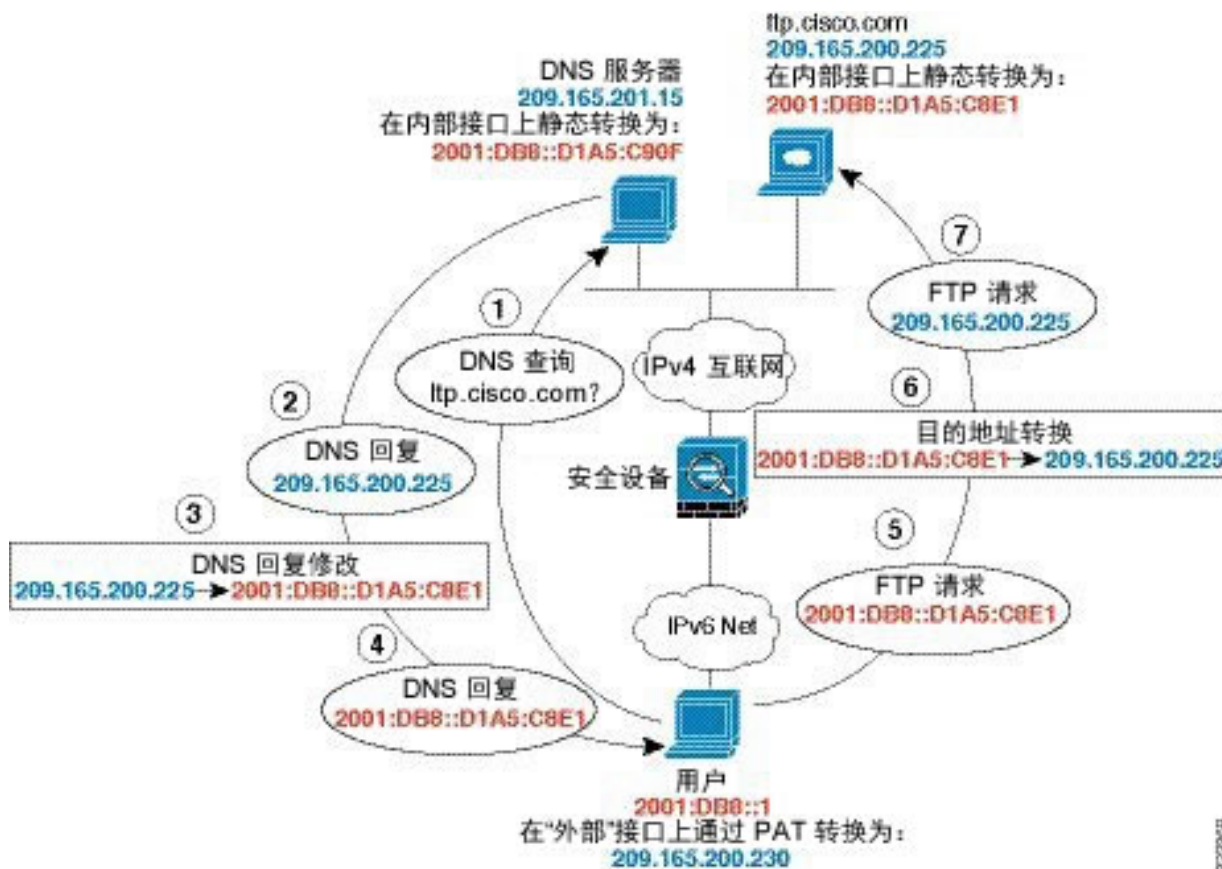 ftp.cisco.com
209.165.200.225
在内部接口上静态转换为：
2001:DB8::D1A5:C8E1
DNS 服务器
209.165.201.15
在内部接口上静态转换为：
2001:DB8::D1A5:C90F
7
FTP 请求
209.165.200.225
1
DNS 查询
ftp.cisco.com?
IPv4 互联网
2
DNS 回复
209.165.200.225
6
目的地址转换
2001:DB8::D1A5:C8E1 → 209.165.200.225
安全设备
3
DNS 回复修改
209.165.200.225 → 2001:DB8::D1A5:C8E1
5
FTP 请求
2001:DB8::D1A5:C8E1
IPv6 Net
4
DNS 回复
2001:DB8::D1A5:C8E1
用户
2001:DB8::1
在“外部”接口上通过 PAT 转换为：
209.165.200.230